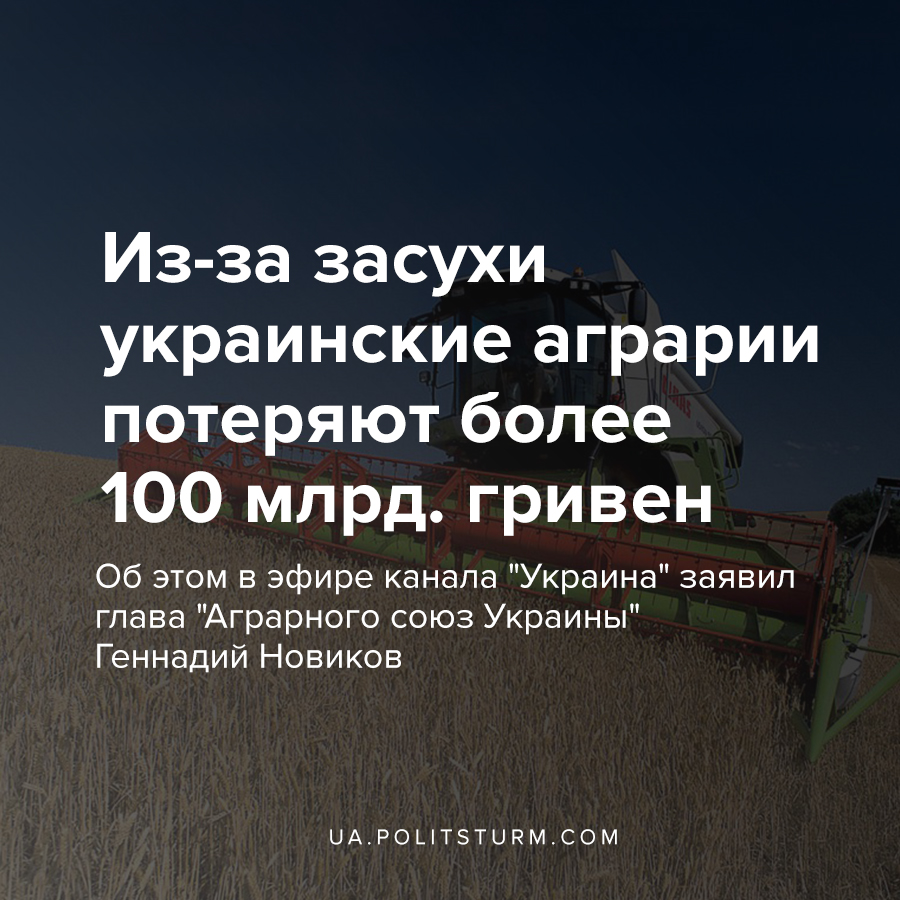 Из-за засухи
украинские аграрии
потеряют более
100 млрд. гривен
Об этом в эфире канала "Украина" заявил
глава "Аграрного союз Украины"
Геннадий Новиков
UA.POLITSTURM.COM